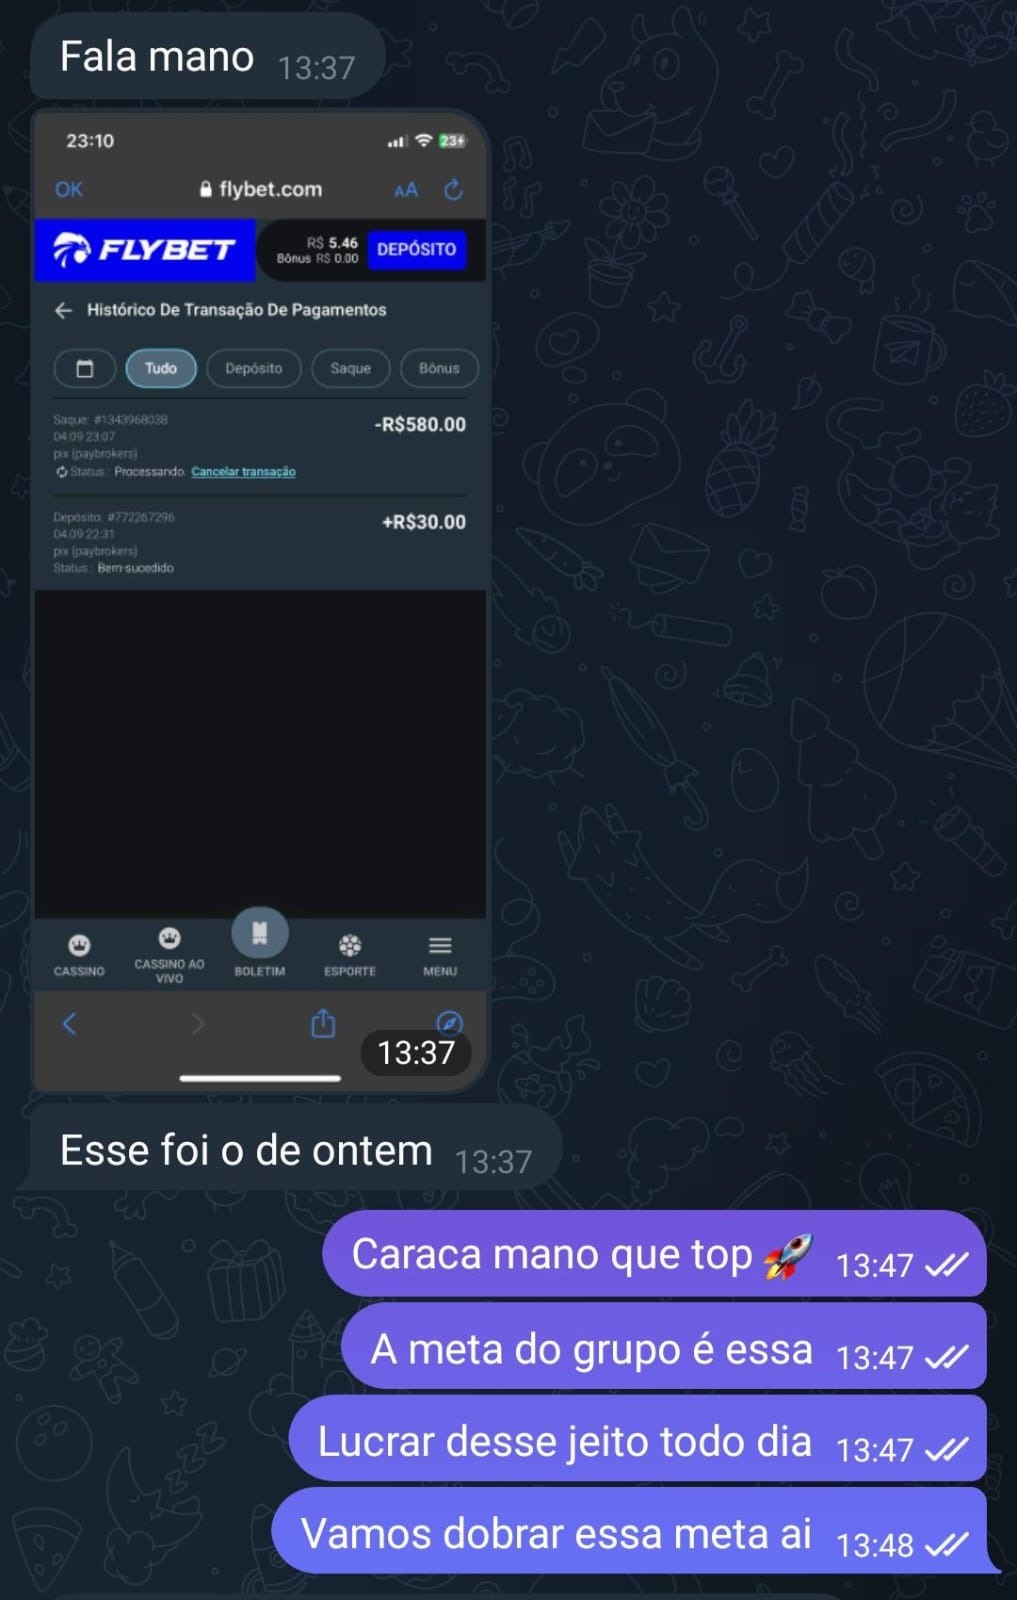 Fala mano 13:37
23:10 23
OK flybet.com AA
FLYBET R$ 5.46 DEPÓSITO
Bônus R$ 0.00
Histórico De Transação De Pagamentos
Tudo Depósito Saque Bônus
Saque: #1343968038 -R$580.00
04.09 23:07
pix (paybrokers)
Status : Processando. Cancelar transação
Depósito: #772267296 +R$30.00
04.09 22:31
pix (paybrokers)
Status : Bem-sucedido
CASSINO CASSINO AO VIVO BOLETIM ESPORTE MENU
13:37
Esse foi o de ontem 13:37
Caraca mano que top 🚀 13:47
A meta do grupo é essa 13:47
Lucrar desse jeito todo dia 13:47
Vamos dobrar essa meta ai 13:48